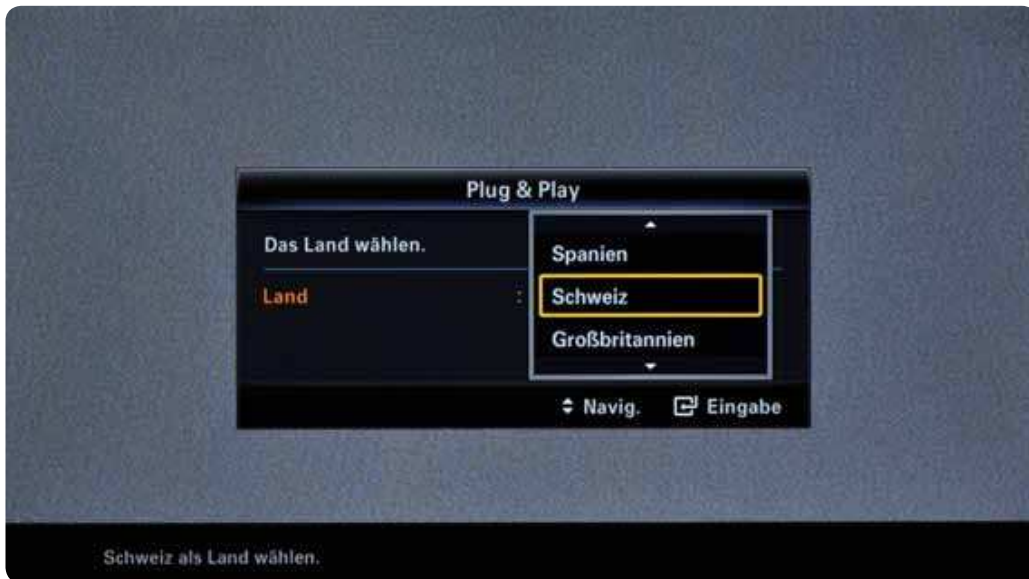 Plug & Play
Das Land wählen.
Spanien
Land : Schweiz
Großbritannien
Navig. Eingabe
Schweiz als Land wählen.